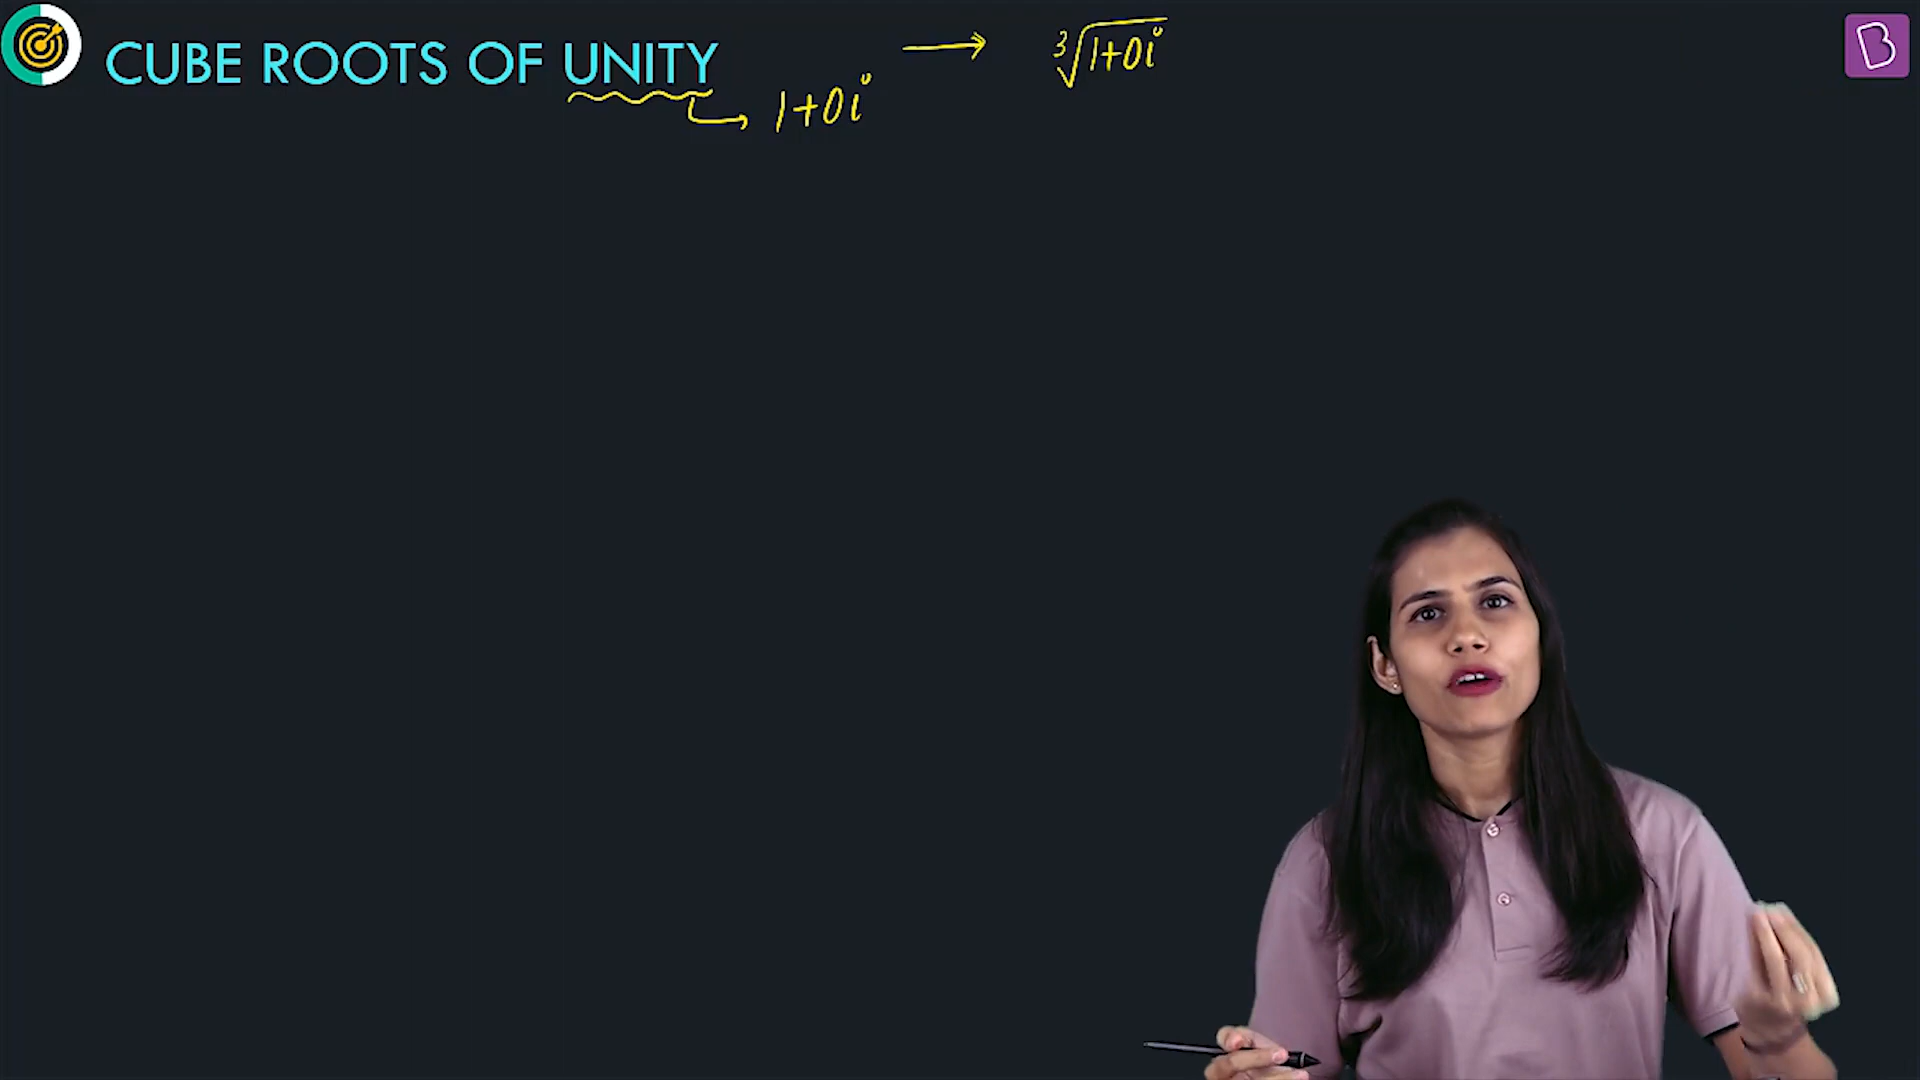 CUBE ROOTS OF UNITY → ∛(1+0i)
↳ 1+0i
B